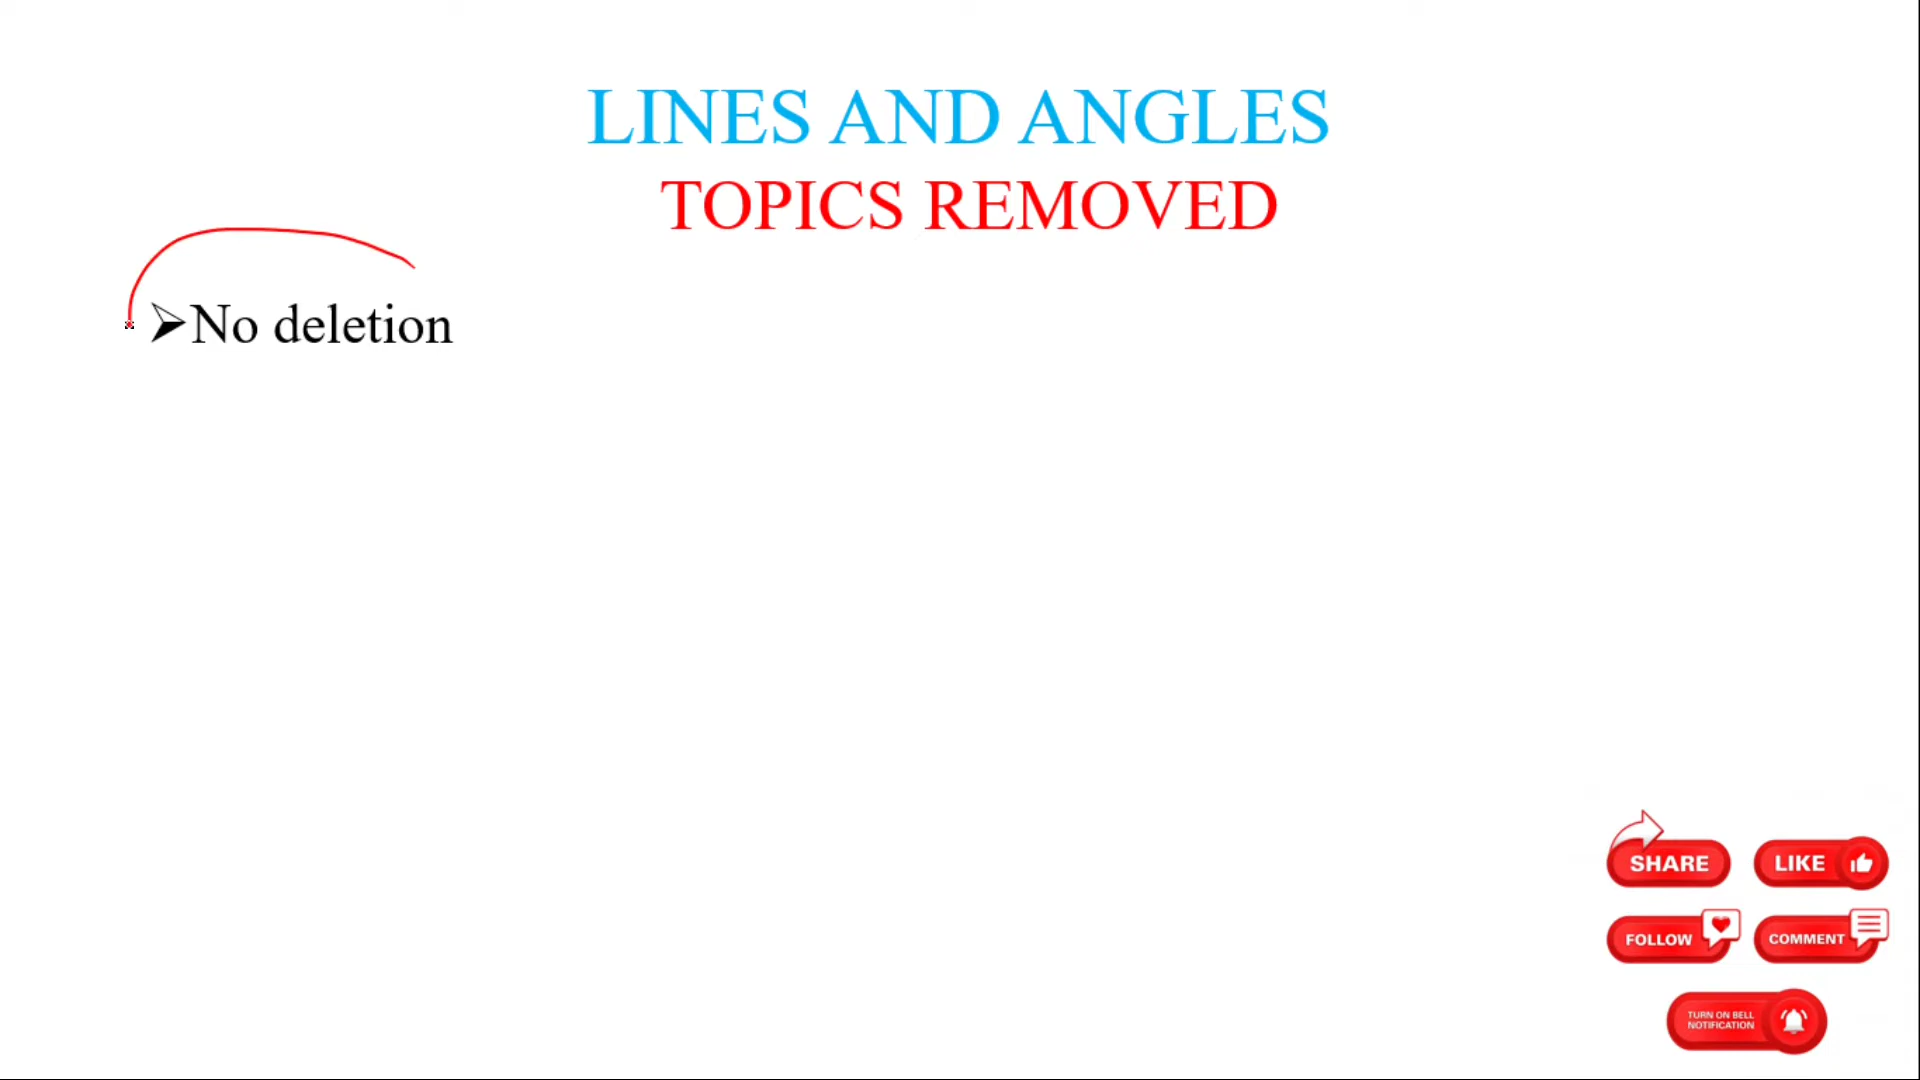 LINES AND ANGLES
TOPICS REMOVED
➤No deletion
SHARE
LIKE
FOLLOW
COMMENT
TURN ON BELL
NOTIFICATION